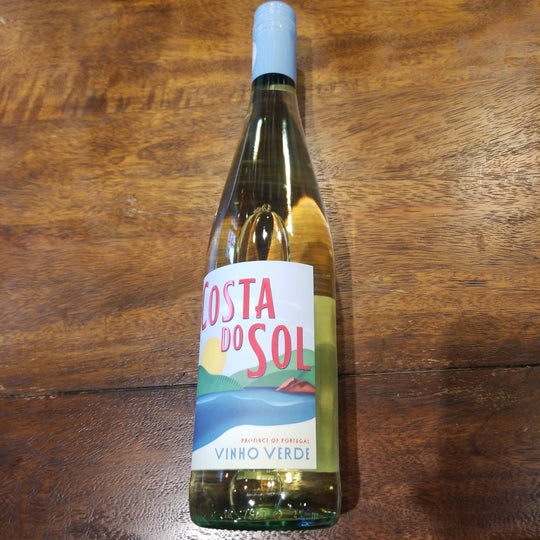 COSTA
DO SOL
PRODUCT OF PORTUGAL
VINHO VERDE